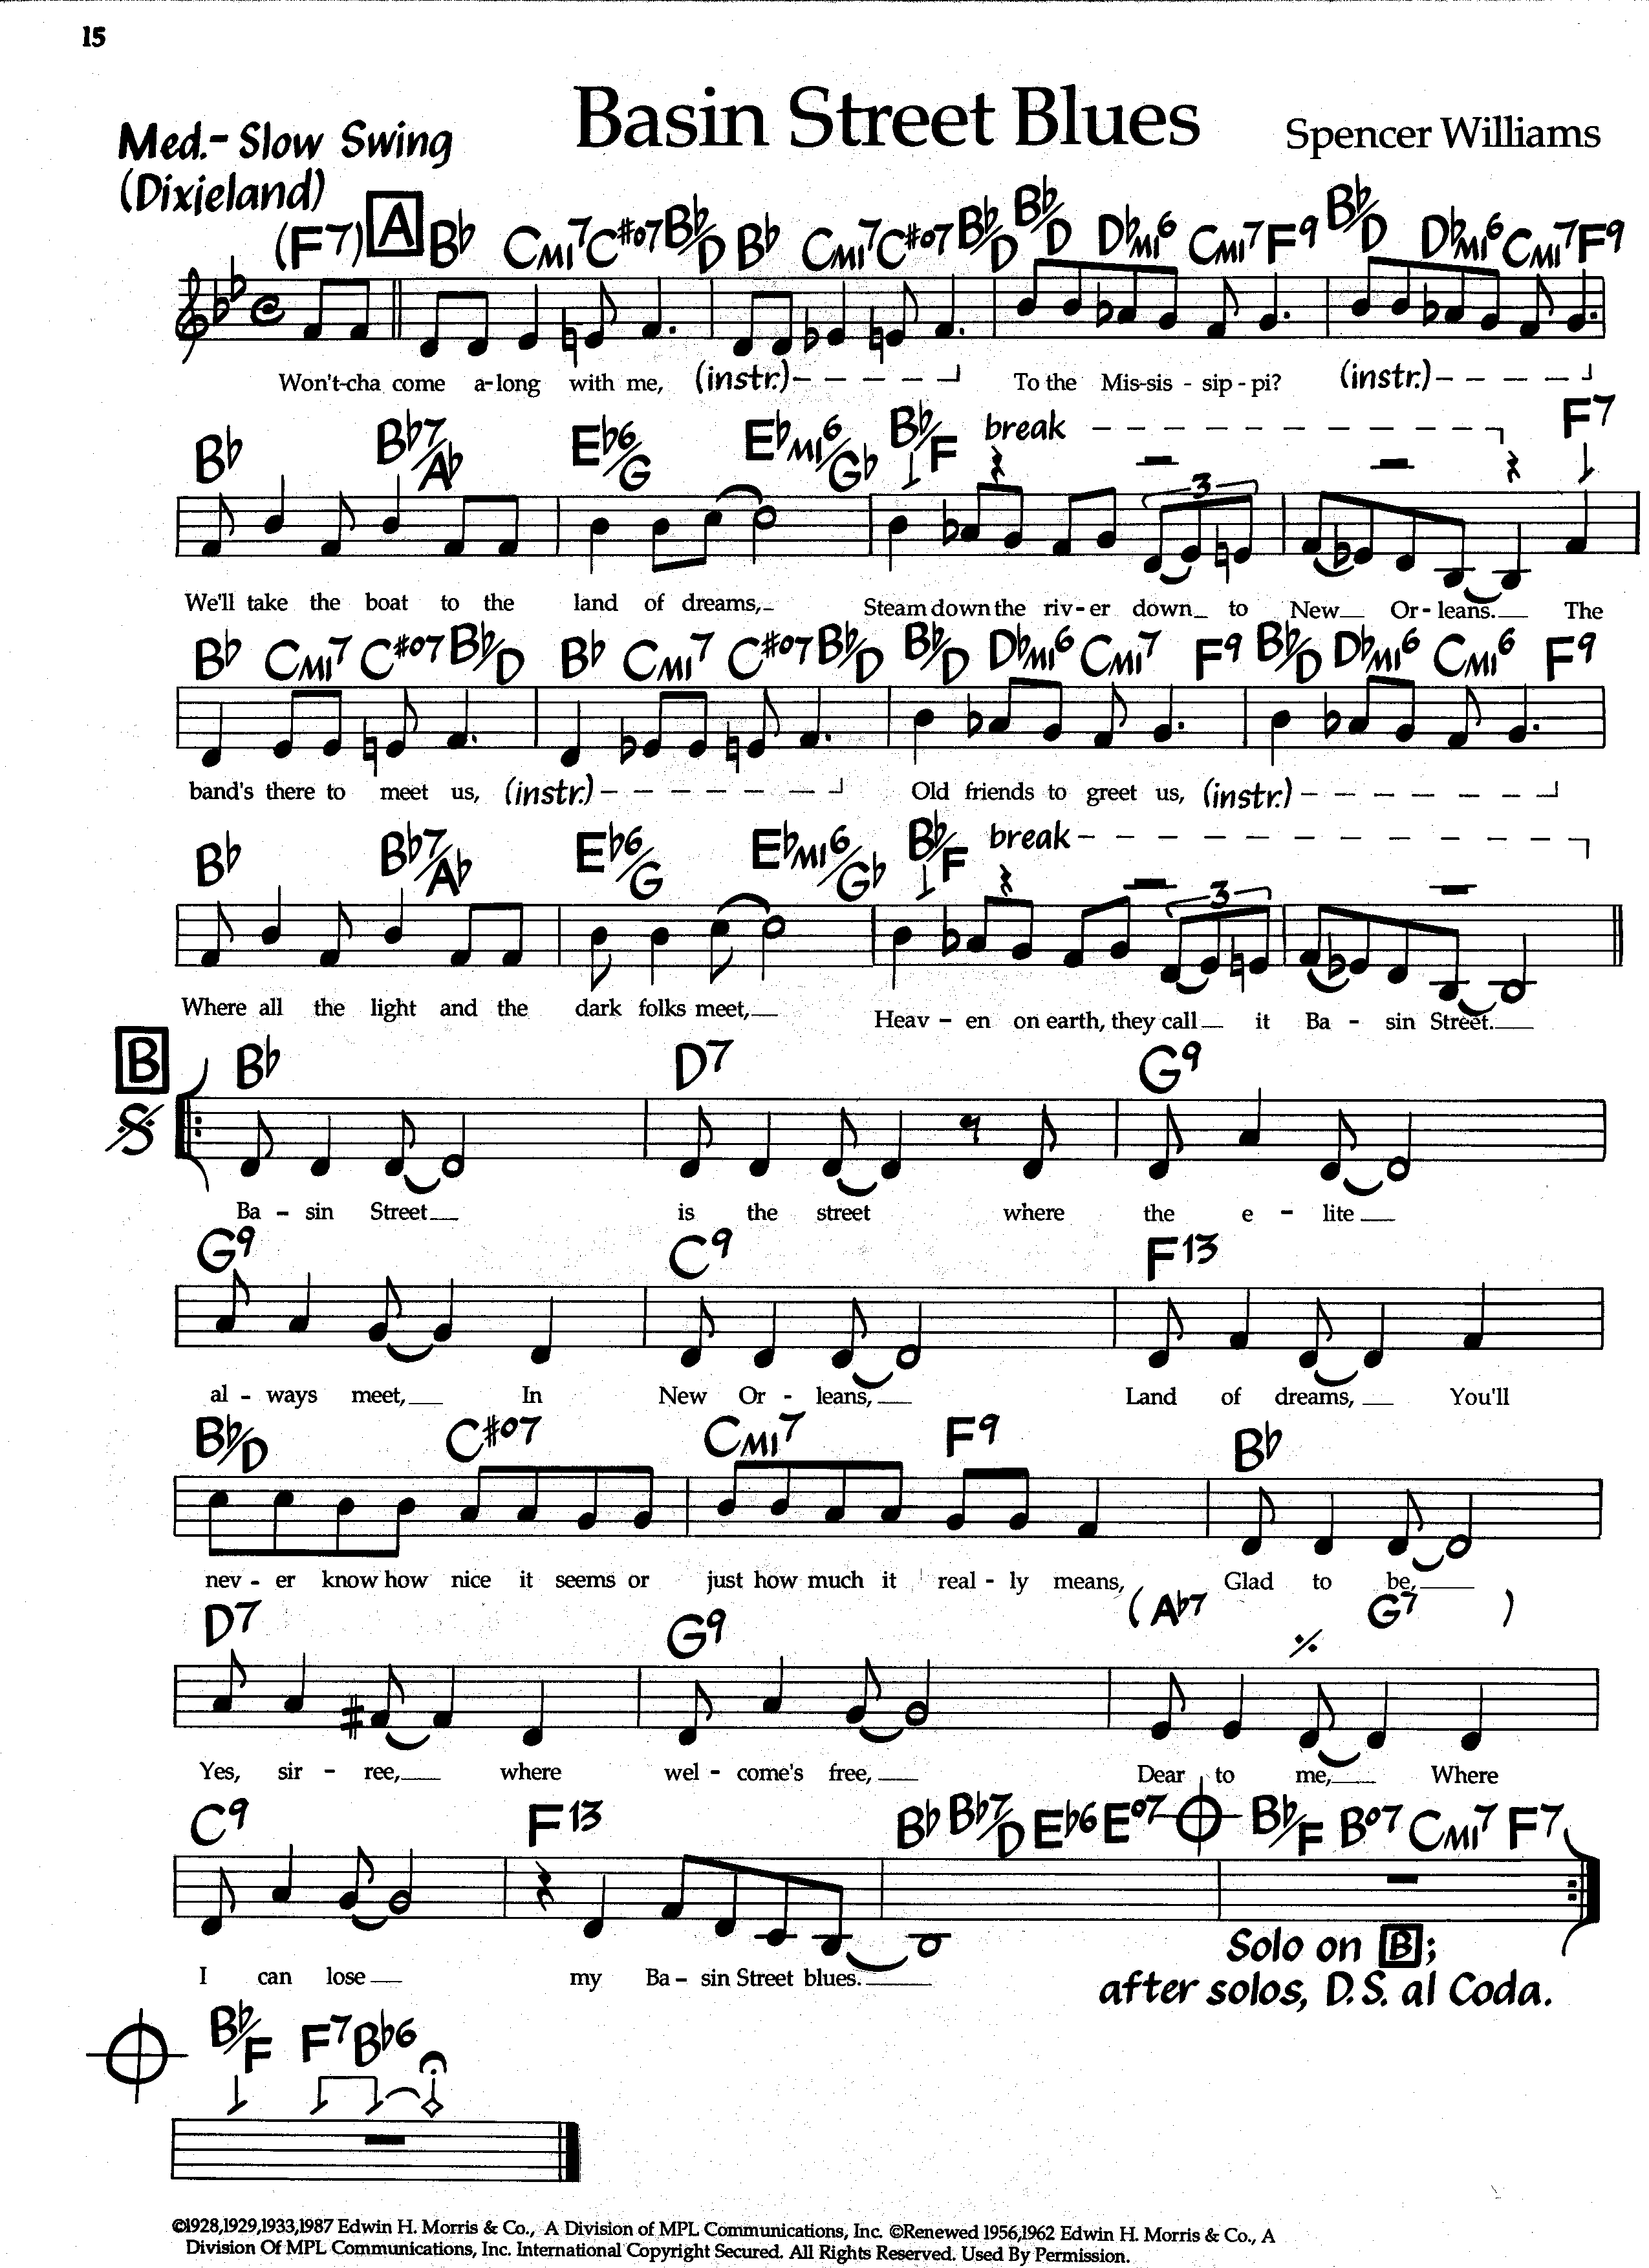 15
Basin Street Blues
Med.- Slow Swing
Spencer Williams
(Dixieland)
(F7) A B♭ CMI7 C#o7 B♭/D B♭ CMI7 C#o7 B♭/D B♭/D D♭MI6 CMI7 F9 B♭/D D♭MI6 CMI7 F9
Won't-cha come a-long with me, (instr.) To the Mis-sis - sip - pi? (instr.)
B♭ B♭7/A♭ E♭6/G E♭MI6/G♭ B♭/F break F7
3
We'll take the boat to the land of dreams, Steam down the riv-er down to New Or-leans. The
B♭ CMI7 C#o7 B♭/D B♭ CMI7 C#o7 B♭/D B♭/D D♭MI6 CMI7 F9 B♭/D D♭MI6 CMI6 F9
band's there to meet us, (instr.) Old friends to greet us, (instr.)
B♭ B♭7/A♭ E♭6/G E♭MI6/G♭ B♭/F break
3
Where all the light and the dark folks meet, Heav - en on earth, they call it Ba - sin Street.
B B♭ D7 G9
Ba - sin Street is the street where the e - lite
G9 C9 F13
al - ways meet, In New Or - leans, Land of dreams, You'll
B♭/D C#o7 CMI7 F9 B♭
nev - er know how nice it seems or just how much it real - ly means, Glad to be,
D7 G9 (A♭7 G7)
Yes, sir - ree, where wel - come's free, Dear to me, Where
C9 F13 B♭ B♭7/D E♭6 Eo7 B♭/F Bo7 CMI7 F7
I can lose my Ba - sin Street blues.
Solo on B;
after solos, D.S. al Coda.
B♭/F F7 B♭6
©1928,1929,1933,1987 Edwin H. Morris & Co., A Division of MPL Communications, Inc. ©Renewed 1956,1962 Edwin H. Morris & Co., A
Division Of MPL Communications, Inc. International Copyright Secured. All Rights Reserved. Used By Permission.